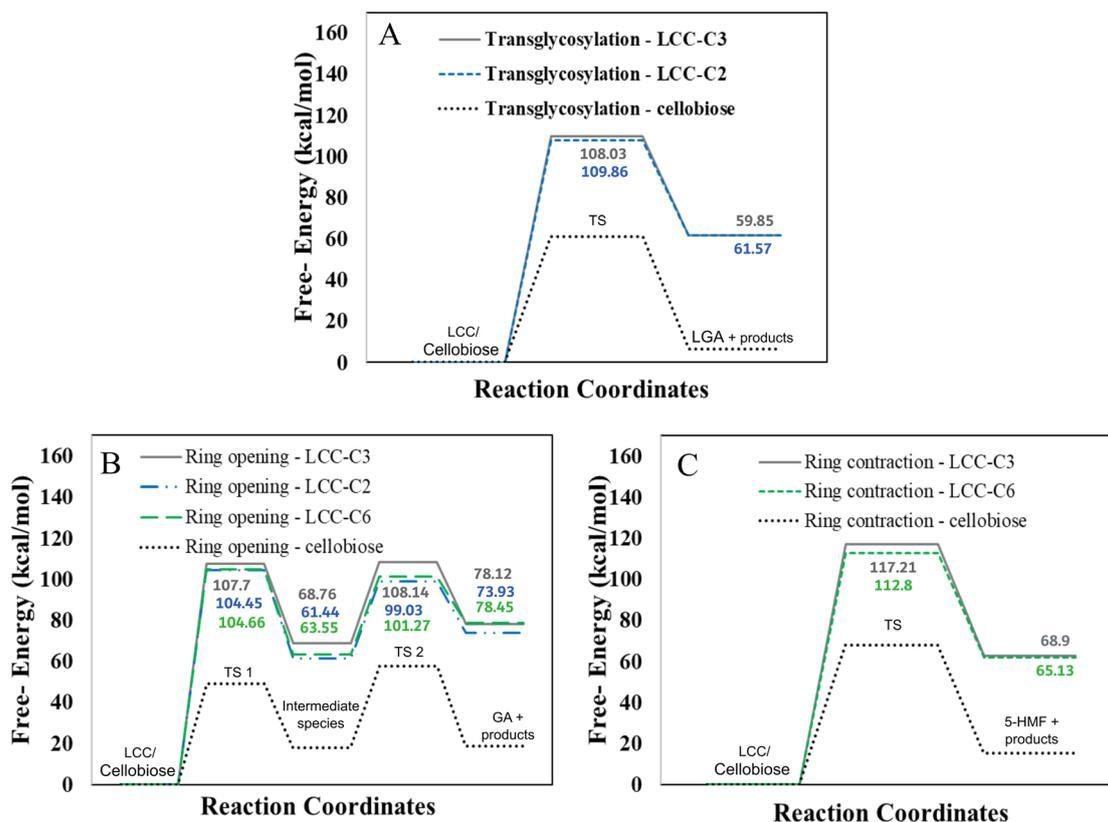 A
Transglycosylation - LCC-C3
Transglycosylation - LCC-C2
Transglycosylation - cellobiose
Free- Energy (kcal/mol)
160
140
120
100
80
60
40
20
0
108.03
109.86
TS
59.85
61.57
LCC/
Cellobiose
LGA + products
Reaction Coordinates
B
Ring opening - LCC-C3
Ring opening - LCC-C2
Ring opening - LCC-C6
Ring opening - cellobiose
Free- Energy (kcal/mol)
160
140
120
100
80
60
40
20
0
107.7
104.45
104.66
68.76
61.44
63.55
108.14
99.03
101.27
78.12
73.93
78.45
TS 1
TS 2
Intermediate
species
GA +
products
LCC/
Cellobiose
Reaction Coordinates
C
Ring contraction - LCC-C3
Ring contraction - LCC-C6
Ring contraction - cellobiose
Free- Energy (kcal/mol)
160
140
120
100
80
60
40
20
0
117.21
112.8
TS
68.9
65.13
5-HMF +
products
LCC/
Cellobiose
Reaction Coordinates